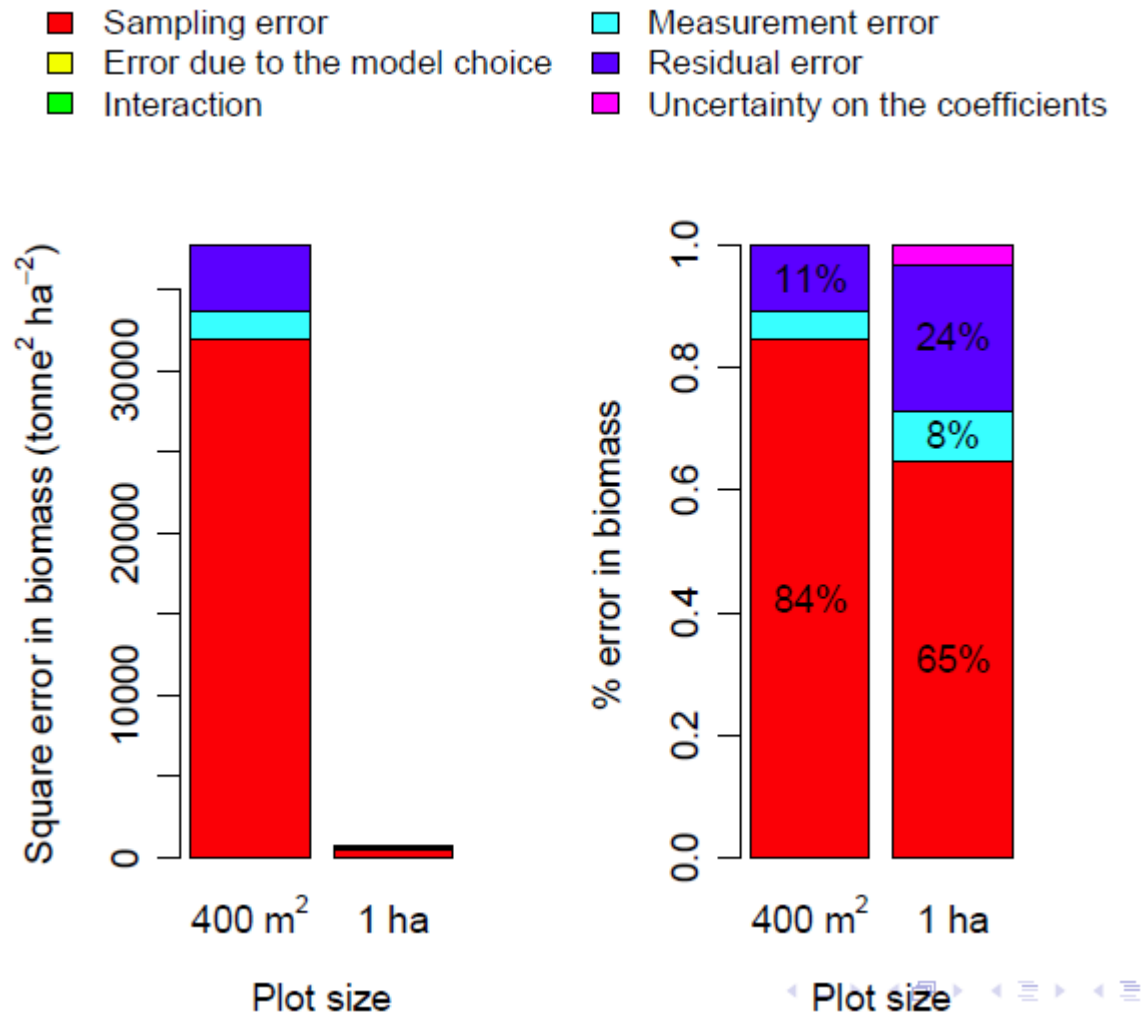 Sampling error
Error due to the model choice
Interaction
Measurement error
Residual error
Uncertainty on the coefficients
Square error in biomass (tonne² ha⁻²)
0
10000
20000
30000
400 m²
1 ha
Plot size
% error in biomass
0.0
0.2
0.4
0.6
0.8
1.0
11%
84%
24%
8%
65%
400 m²
1 ha
Plot size